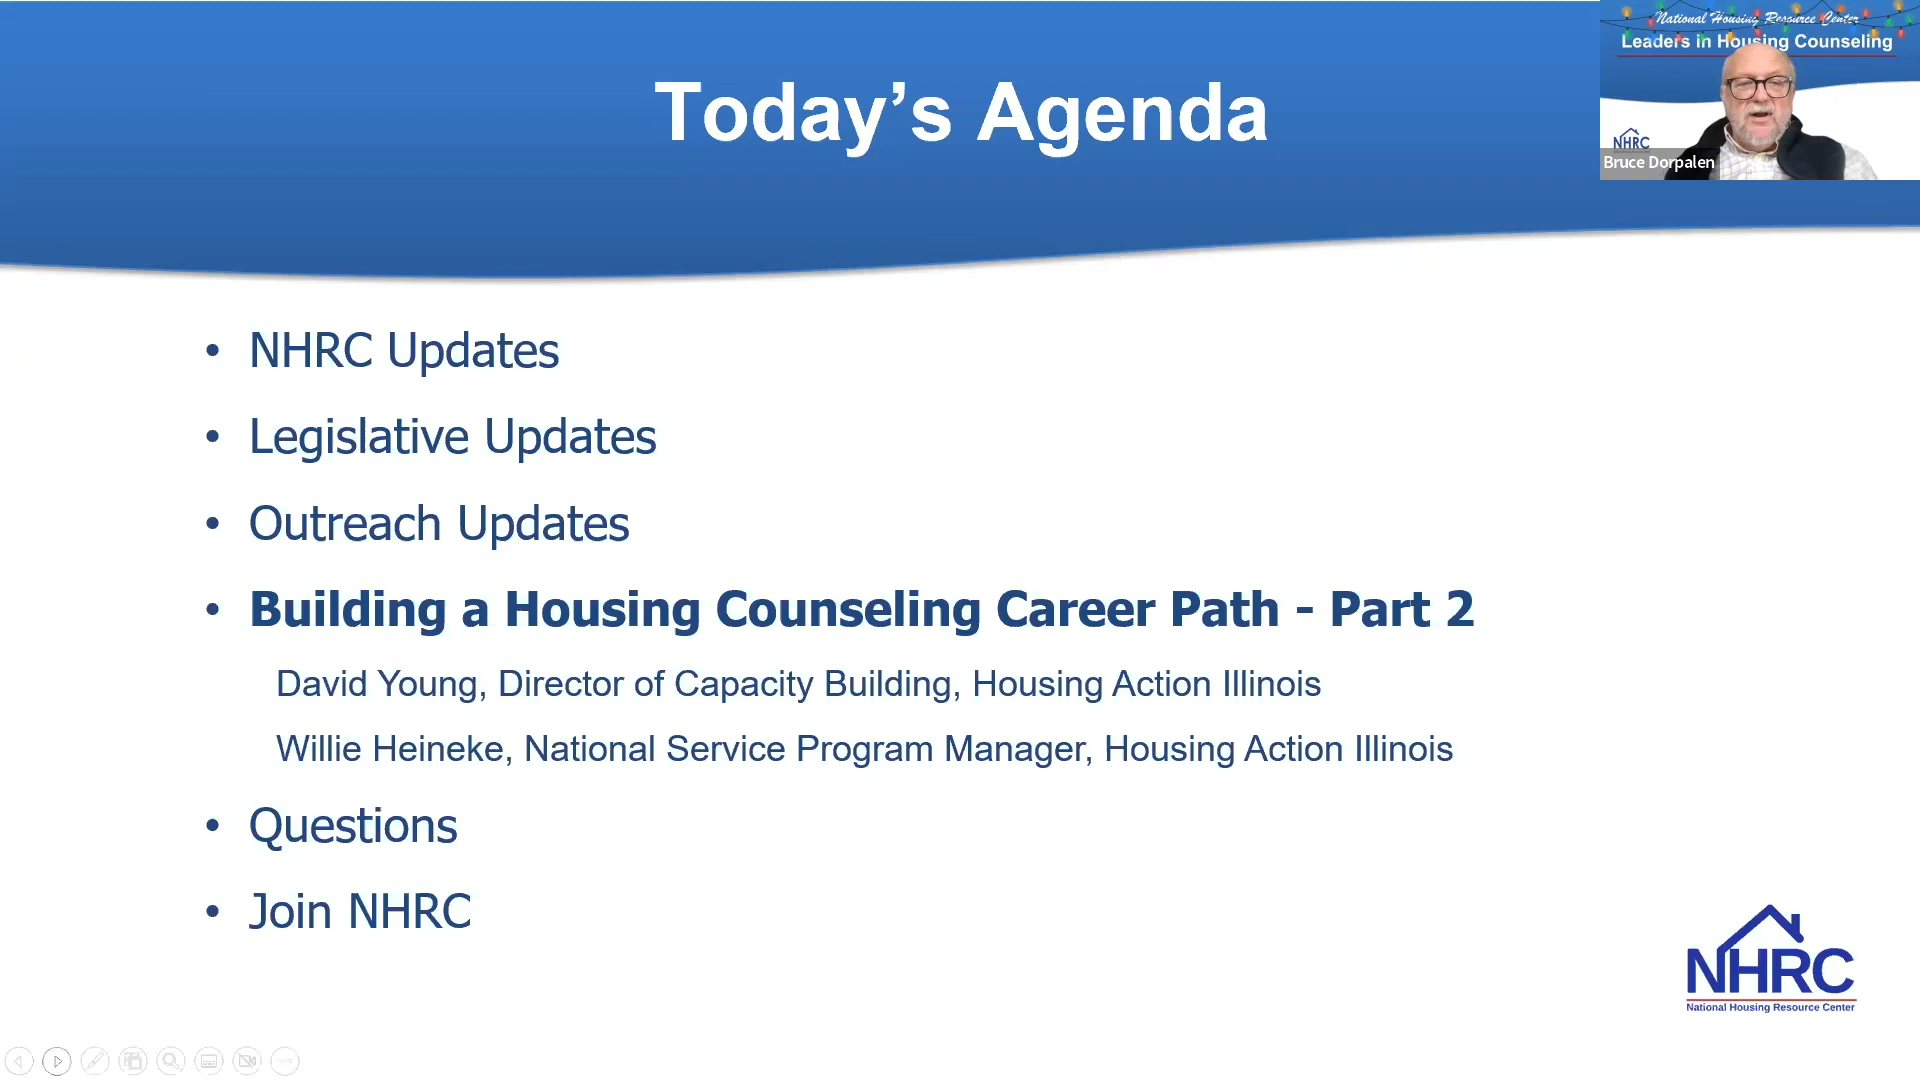 Today’s Agenda
National Housing Resource Center
Leaders in Housing Counseling
NHRC
Bruce Dorpalen
• NHRC Updates
• Legislative Updates
• Outreach Updates
• Building a Housing Counseling Career Path - Part 2
David Young, Director of Capacity Building, Housing Action Illinois
Willie Heineke, National Service Program Manager, Housing Action Illinois
• Questions
• Join NHRC
NHRC
National Housing Resource Center